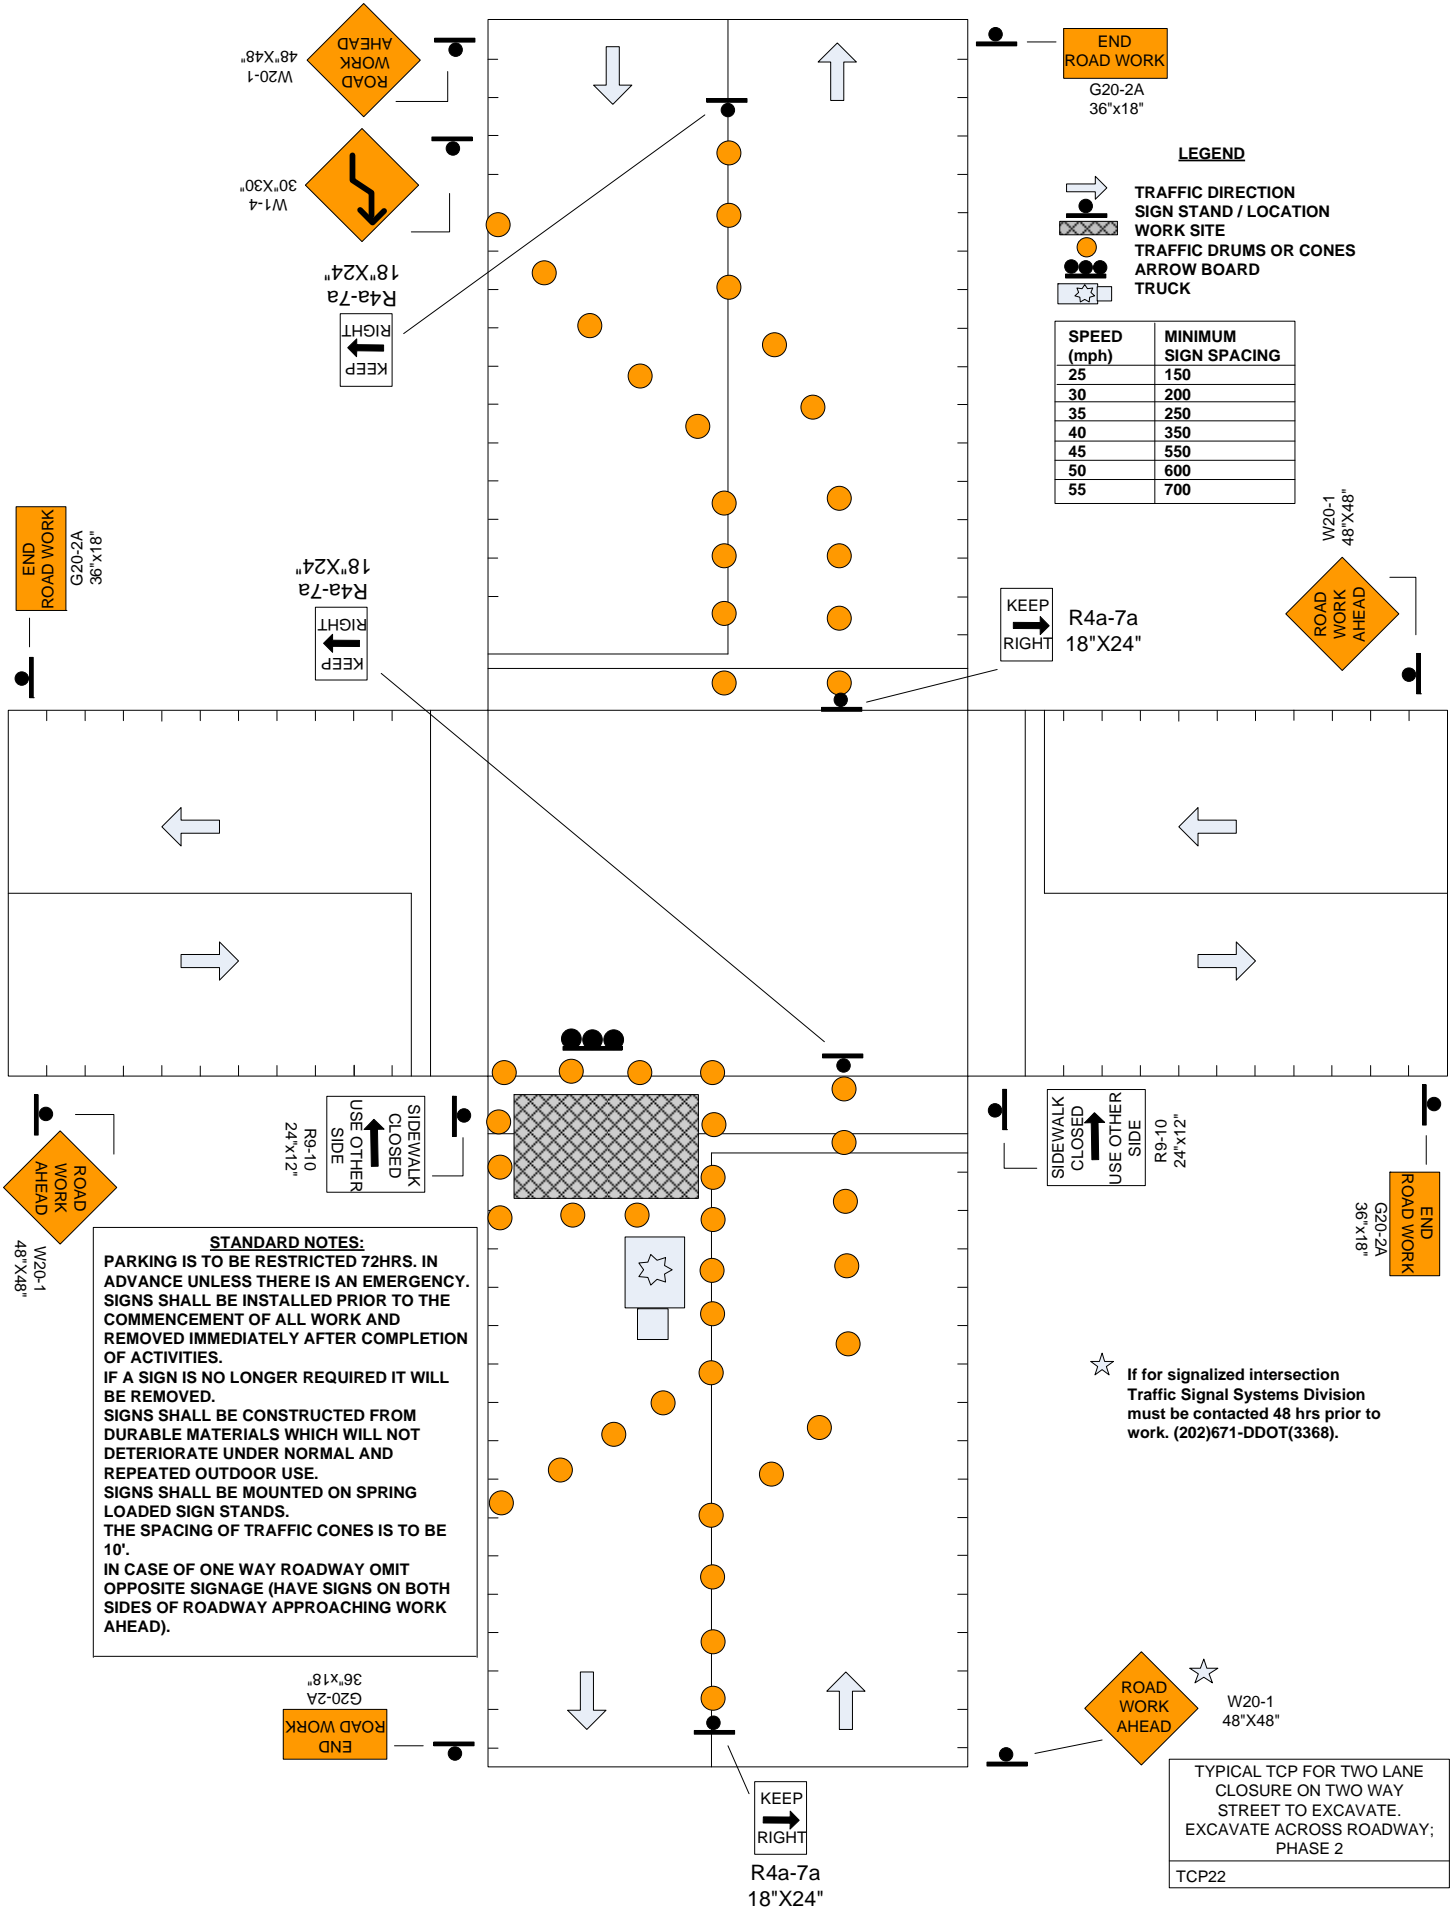 ROAD
WORK
AHEAD
W20-1
48"X48"
W1-4
30"X30"
R4a-7a
18"X24"
KEEP
RIGHT
END
ROAD WORK
G20-2A
36"x18"
LEGEND
TRAFFIC DIRECTION
SIGN STAND / LOCATION
WORK SITE
TRAFFIC DRUMS OR CONES
ARROW BOARD
TRUCK
SPEED (mph) MINIMUM SIGN SPACING
25 150
30 200
35 250
40 350
45 550
50 600
55 700
END
ROAD WORK
G20-2A
36"x18"
R4a-7a
18"X24"
KEEP
RIGHT
KEEP
RIGHT
R4a-7a
18"X24"
W20-1
48"X48"
ROAD
WORK
AHEAD
ROAD
WORK
AHEAD
W20-1
48"X48"
SIDEWALK
CLOSED
USE OTHER
SIDE
R9-10
24"x12"
SIDEWALK
CLOSED
USE OTHER
SIDE
R9-10
24"x12"
END
ROAD WORK
G20-2A
36"x18"
STANDARD NOTES:
PARKING IS TO BE RESTRICTED 72HRS. IN
ADVANCE UNLESS THERE IS AN EMERGENCY.
SIGNS SHALL BE INSTALLED PRIOR TO THE
COMMENCEMENT OF ALL WORK AND
REMOVED IMMEDIATELY AFTER COMPLETION
OF ACTIVITIES.
IF A SIGN IS NO LONGER REQUIRED IT WILL
BE REMOVED.
SIGNS SHALL BE CONSTRUCTED FROM
DURABLE MATERIALS WHICH WILL NOT
DETERIORATE UNDER NORMAL AND
REPEATED OUTDOOR USE.
SIGNS SHALL BE MOUNTED ON SPRING
LOADED SIGN STANDS.
THE SPACING OF TRAFFIC CONES IS TO BE
10'.
IN CASE OF ONE WAY ROADWAY OMIT
OPPOSITE SIGNAGE (HAVE SIGNS ON BOTH
SIDES OF ROADWAY APPROACHING WORK
AHEAD).
If for signalized intersection
Traffic Signal Systems Division
must be contacted 48 hrs prior to
work. (202)671-DDOT(3368).
END
ROAD WORK
G20-2A
36"x18"
KEEP
RIGHT
R4a-7a
18"X24"
ROAD
WORK
AHEAD
W20-1
48"X48"
TYPICAL TCP FOR TWO LANE
CLOSURE ON TWO WAY
STREET TO EXCAVATE.
EXCAVATE ACROSS ROADWAY;
PHASE 2
TCP22